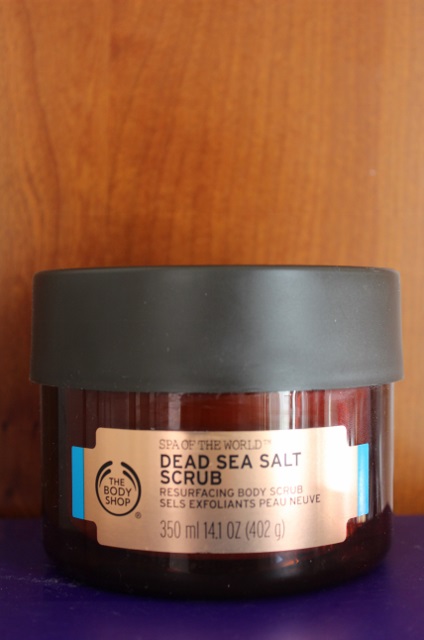 SPA OF THE WORLD™
DEAD SEA SALT
SCRUB
RESURFACING BODY SCRUB
SELS EXFOLIANTS PEAU NEUVE
350 ml 14.1 OZ (402 g)
THE
BODY
SHOP®